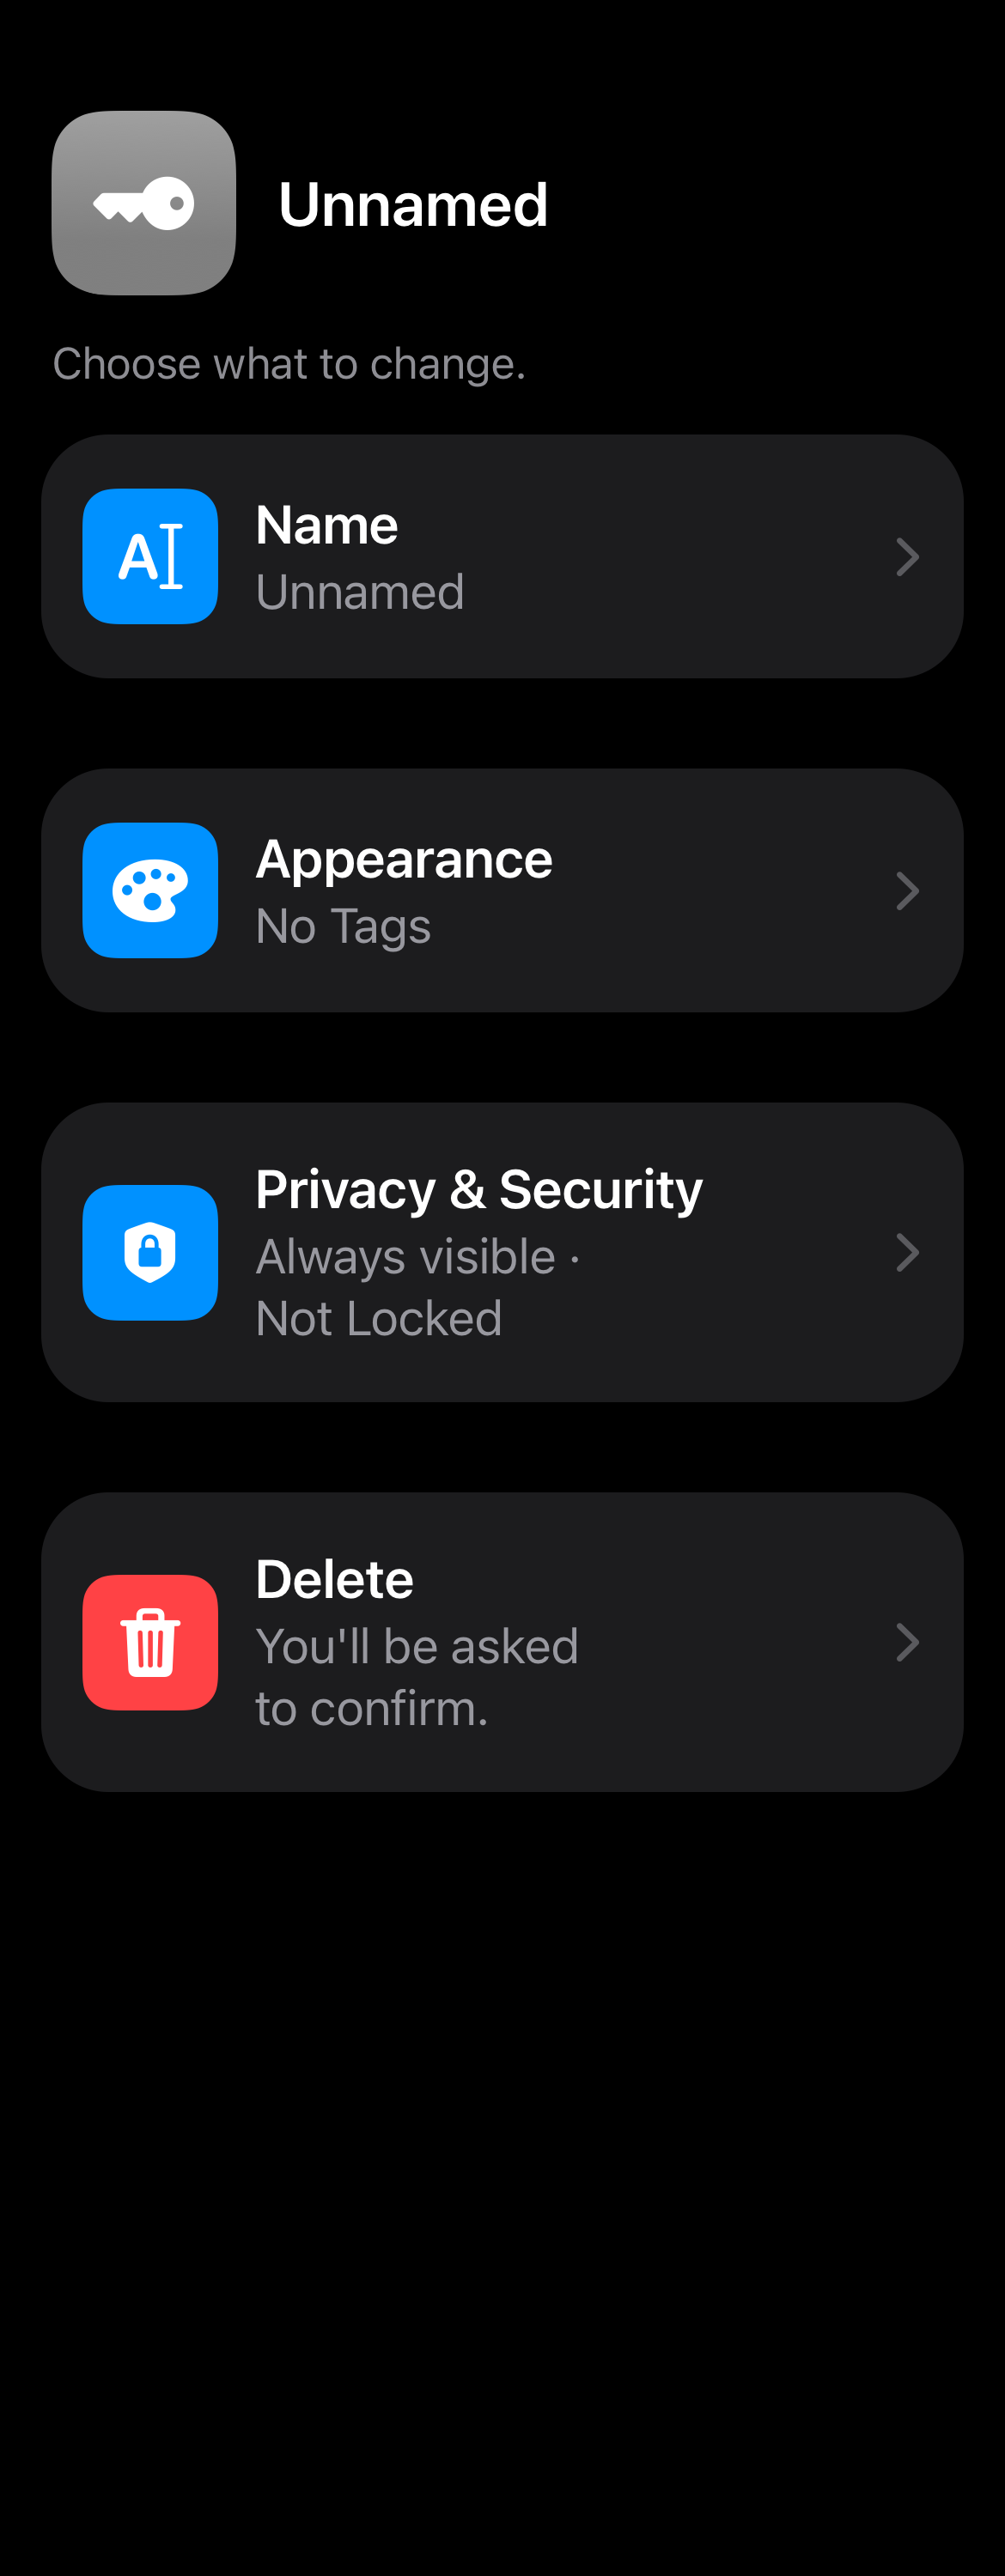 Unnamed
Choose what to change.
Name
Unnamed
Appearance
No Tags
Privacy & Security
Always visible ·
Not Locked
Delete
You'll be asked
to confirm.